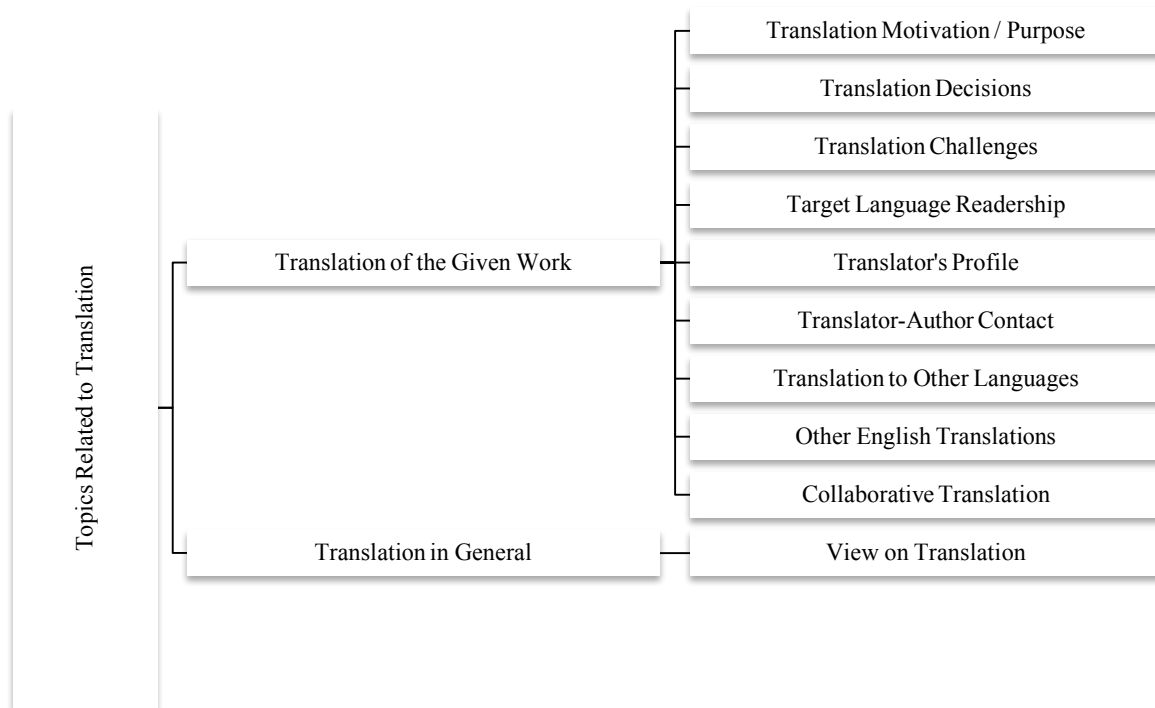 Topics Related to Translation
Translation of the Given Work
Translation Motivation / Purpose
Translation Decisions
Translation Challenges
Target Language Readership
Translator's Profile
Translator-Author Contact
Translation to Other Languages
Other English Translations
Collaborative Translation
Translation in General
View on Translation